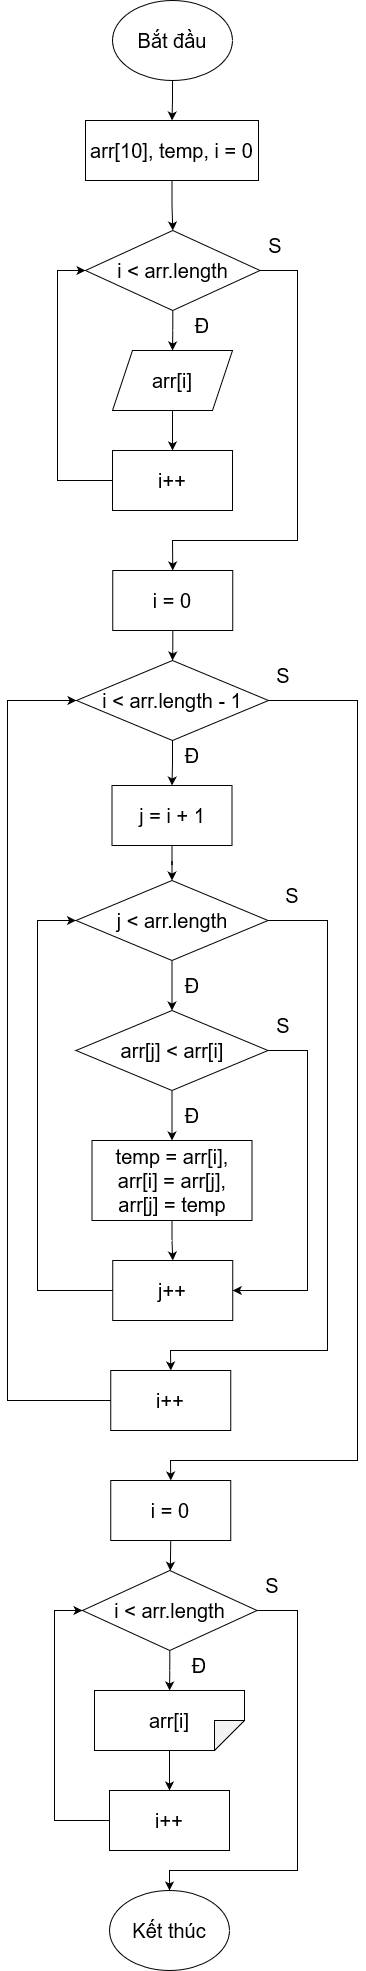 Bắt đầu
arr[10], temp, i = 0
S
i < arr.length
Đ
arr[i]
i++
i = 0
S
i < arr.length - 1
Đ
j = i + 1
S
j < arr.length
Đ
S
arr[j] < arr[i]
Đ
temp = arr[i],
arr[i] = arr[j],
arr[j] = temp
j++
i++
i = 0
S
i < arr.length
Đ
arr[i]
i++
Kết thúc